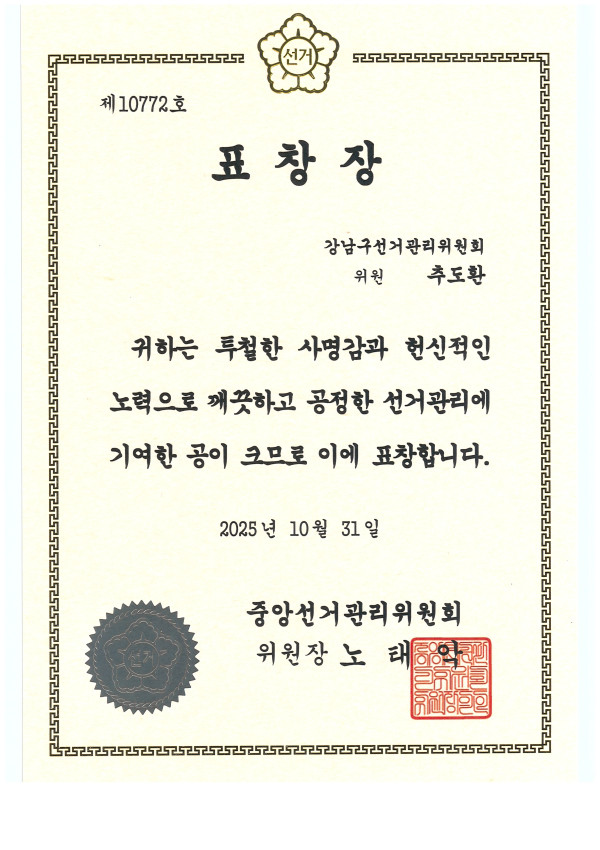 선거
제10772호
표 창 장
강남구선거관리위원회
위원 추도환
귀하는 투철한 사명감과 헌신적인
노력으로 깨끗하고 공정한 선거관리에
기여한 공이 크므로 이에 표창합니다.
2025년 10월 31일
중앙선거관리위원회
위원장 노 태 악
선거